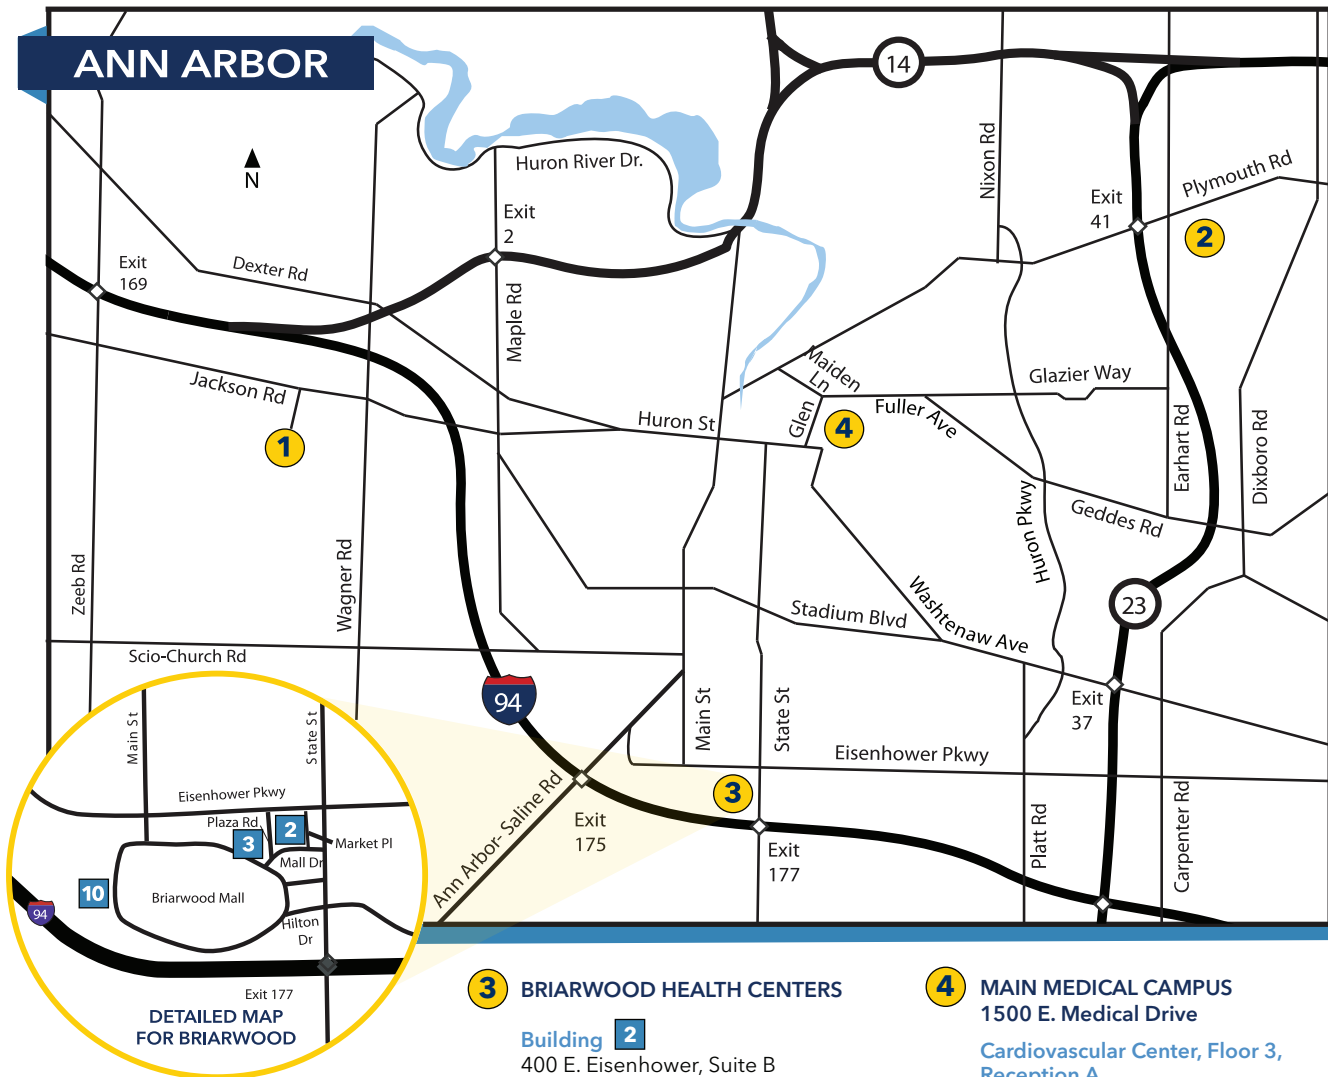 ANN ARBOR
N
14
Huron River Dr.
Nixon Rd
Plymouth Rd
Exit
41
2
Exit
2
Exit
169
Dexter Rd
Maple Rd
Jackson Rd
1
Maiden
Ln
Glen
4
Glazier Way
Fuller Ave
Huron St
Earhart Rd
Dixboro Rd
Geddes Rd
Huron Pkwy
Zeeb Rd
Wagner Rd
Washtenaw Ave
Stadium Blvd
23
Scio-Church Rd
94
Main St
State St
Exit
37
Eisenhower Pkwy
3
Ann Arbor- Saline Rd
Exit
175
Exit
177
Platt Rd
Carpenter Rd
Main St
State St
Eisenhower Pkwy
Plaza Rd
3
2
Market Pl
Mall Dr
10
Briarwood Mall
94
Hilton
Dr
Exit 177
DETAILED MAP
FOR BRIARWOOD
3 BRIARWOOD HEALTH CENTERS
Building 2
400 E. Eisenhower, Suite B
4 MAIN MEDICAL CAMPUS
1500 E. Medical Drive
Cardiovascular Center, Floor 3,
Reception A